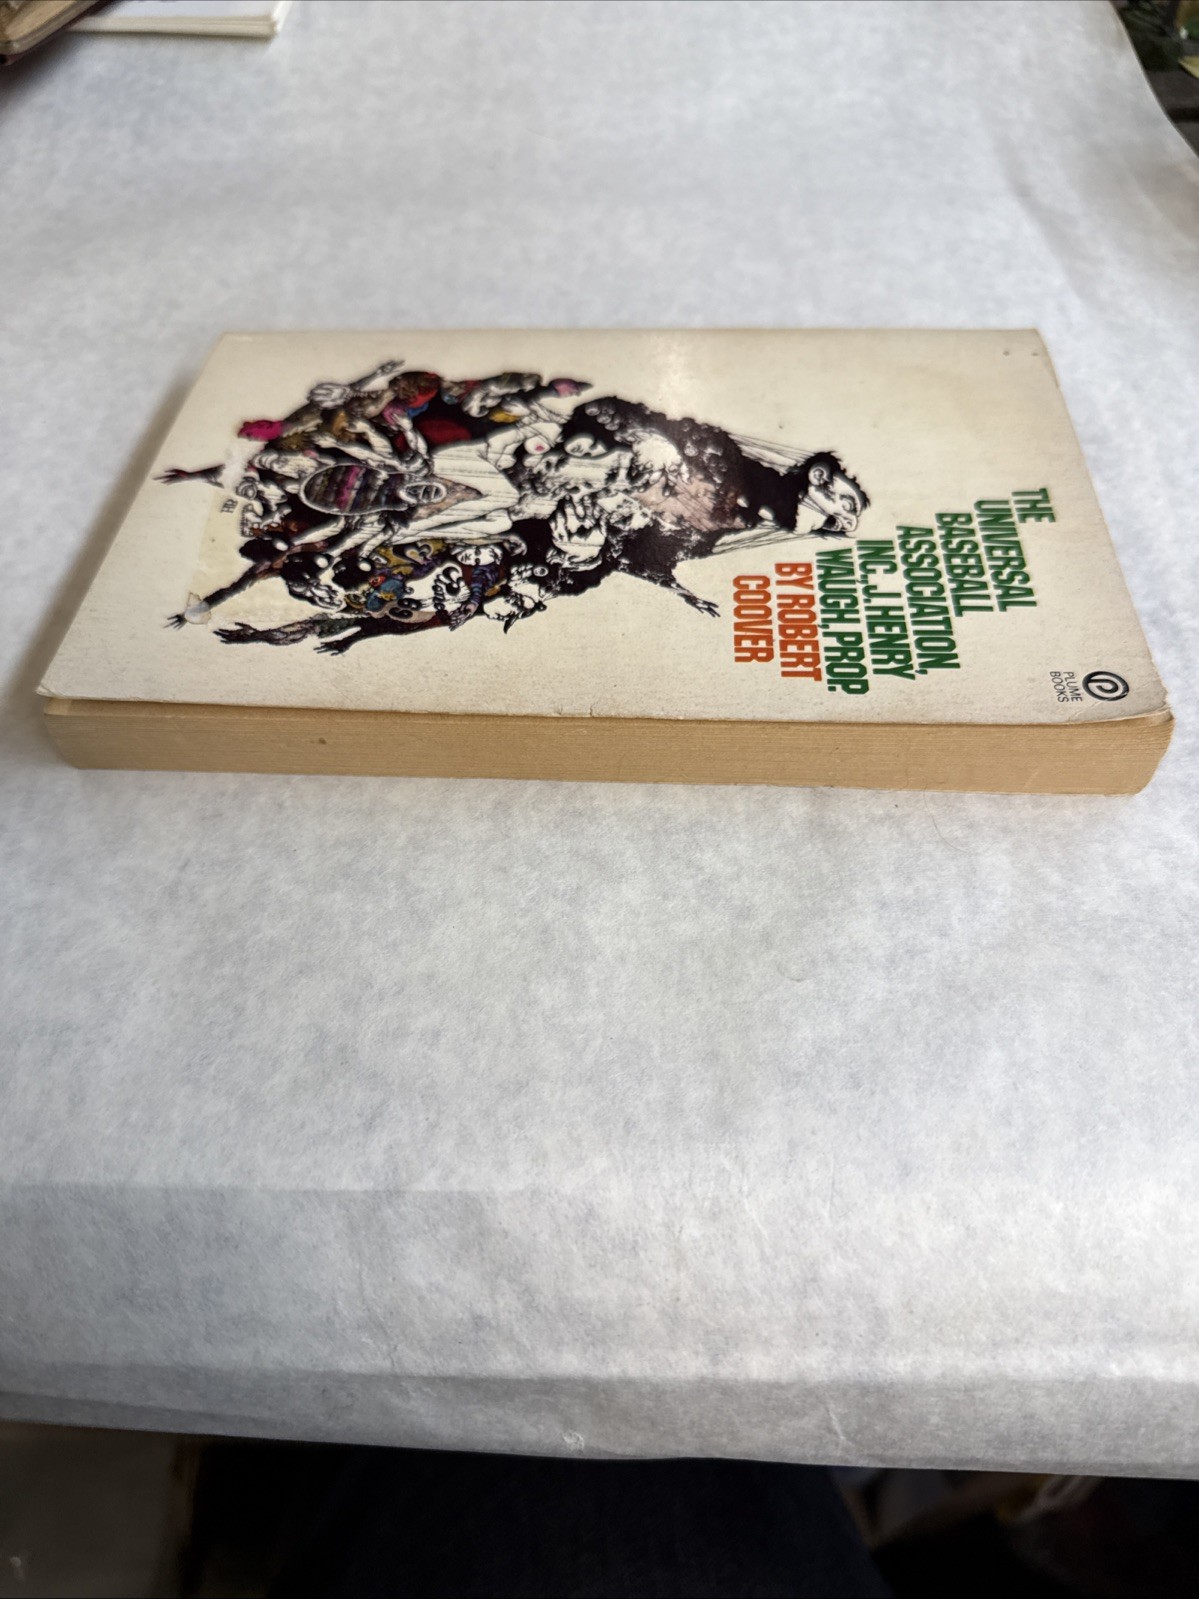 THE
UNIVERSAL
BASEBALL
ASSOCIATION,
INC., J. HENRY
WAUGH, PROP.
BY ROBERT
COOVER
PLUME
BOOKS